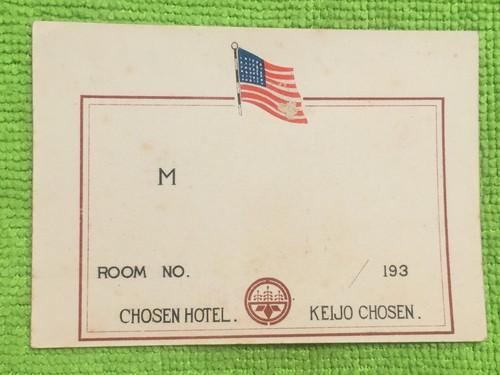 M
ROOM NO. / 193
CHOSEN HOTEL. KEIJO CHOSEN.